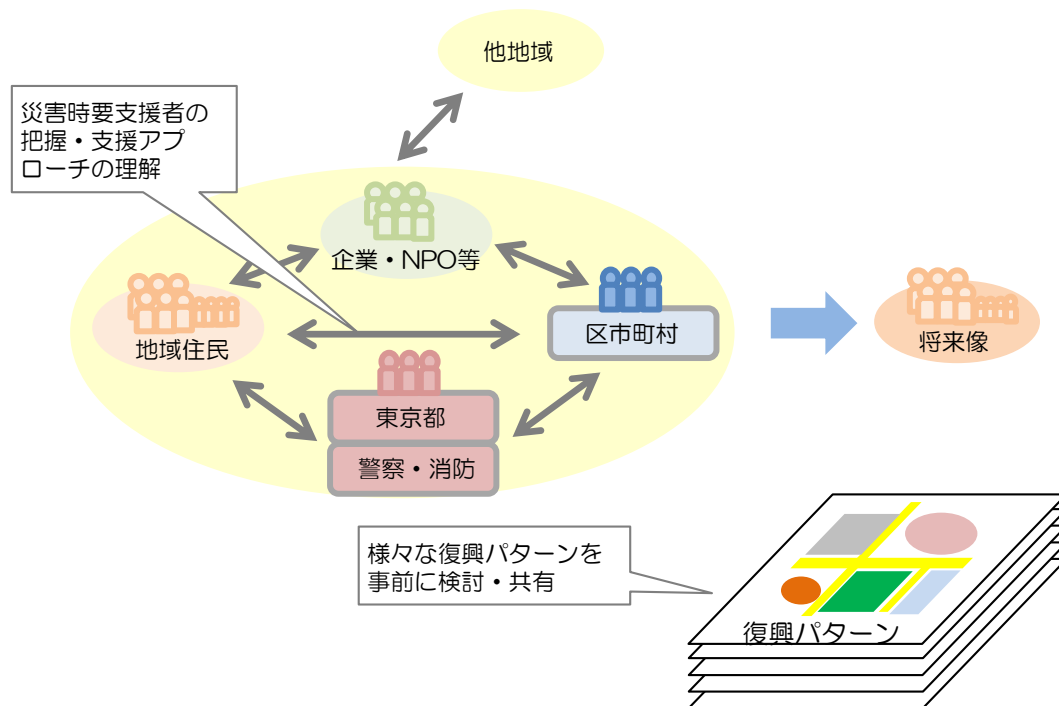 他地域
災害時要支援者の
把握・支援アプ
ローチの理解
企業・NPO等
地域住民
区市町村
将来像
東京都
警察・消防
様々な復興パターンを
事前に検討・共有
復興パターン